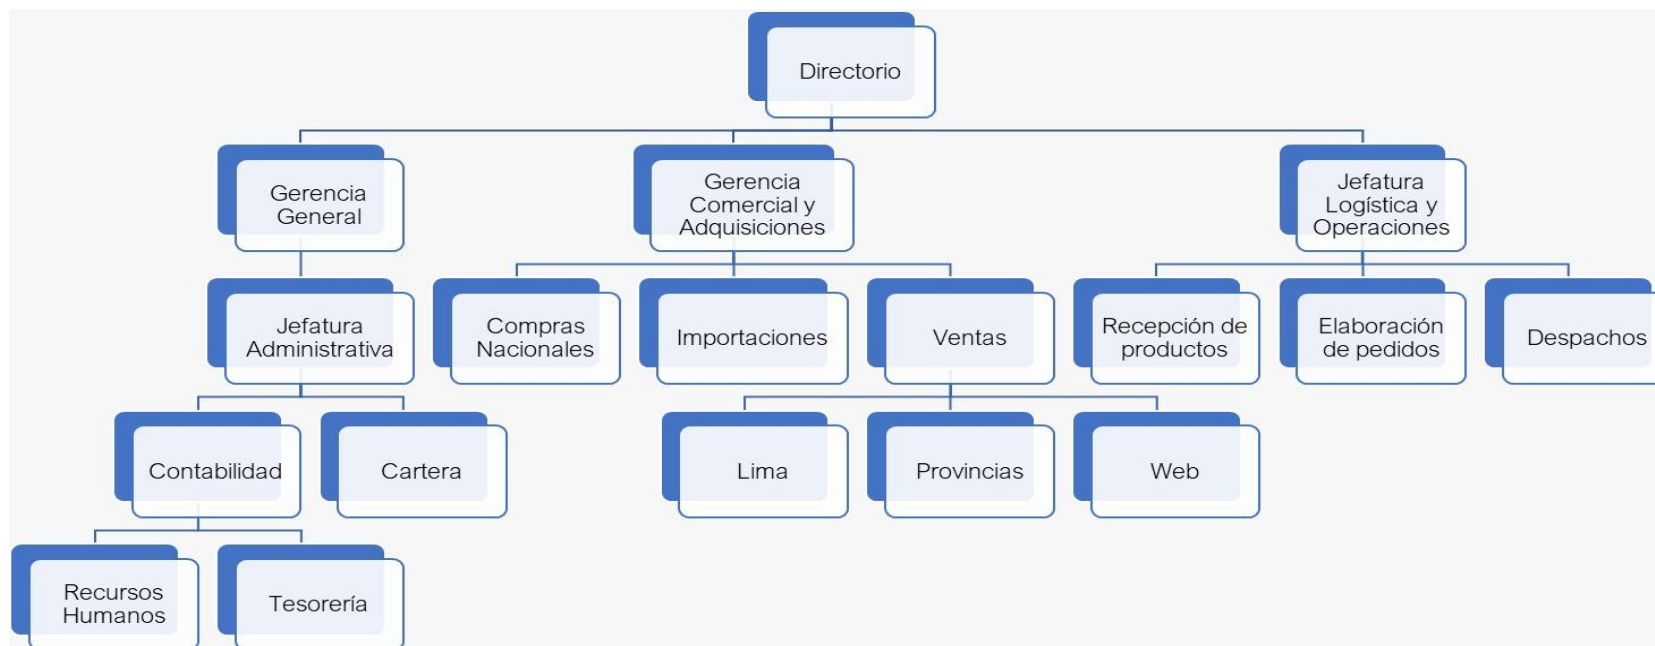 Directorio
Gerencia
General
Gerencia
Comercial y
Adquisiciones
Jefatura
Logística y
Operaciones
Jefatura
Administrativa
Compras
Nacionales
Importaciones
Ventas
Recepción de
productos
Elaboración
de pedidos
Despachos
Contabilidad
Cartera
Lima
Provincias
Web
Recursos
Humanos
Tesorería